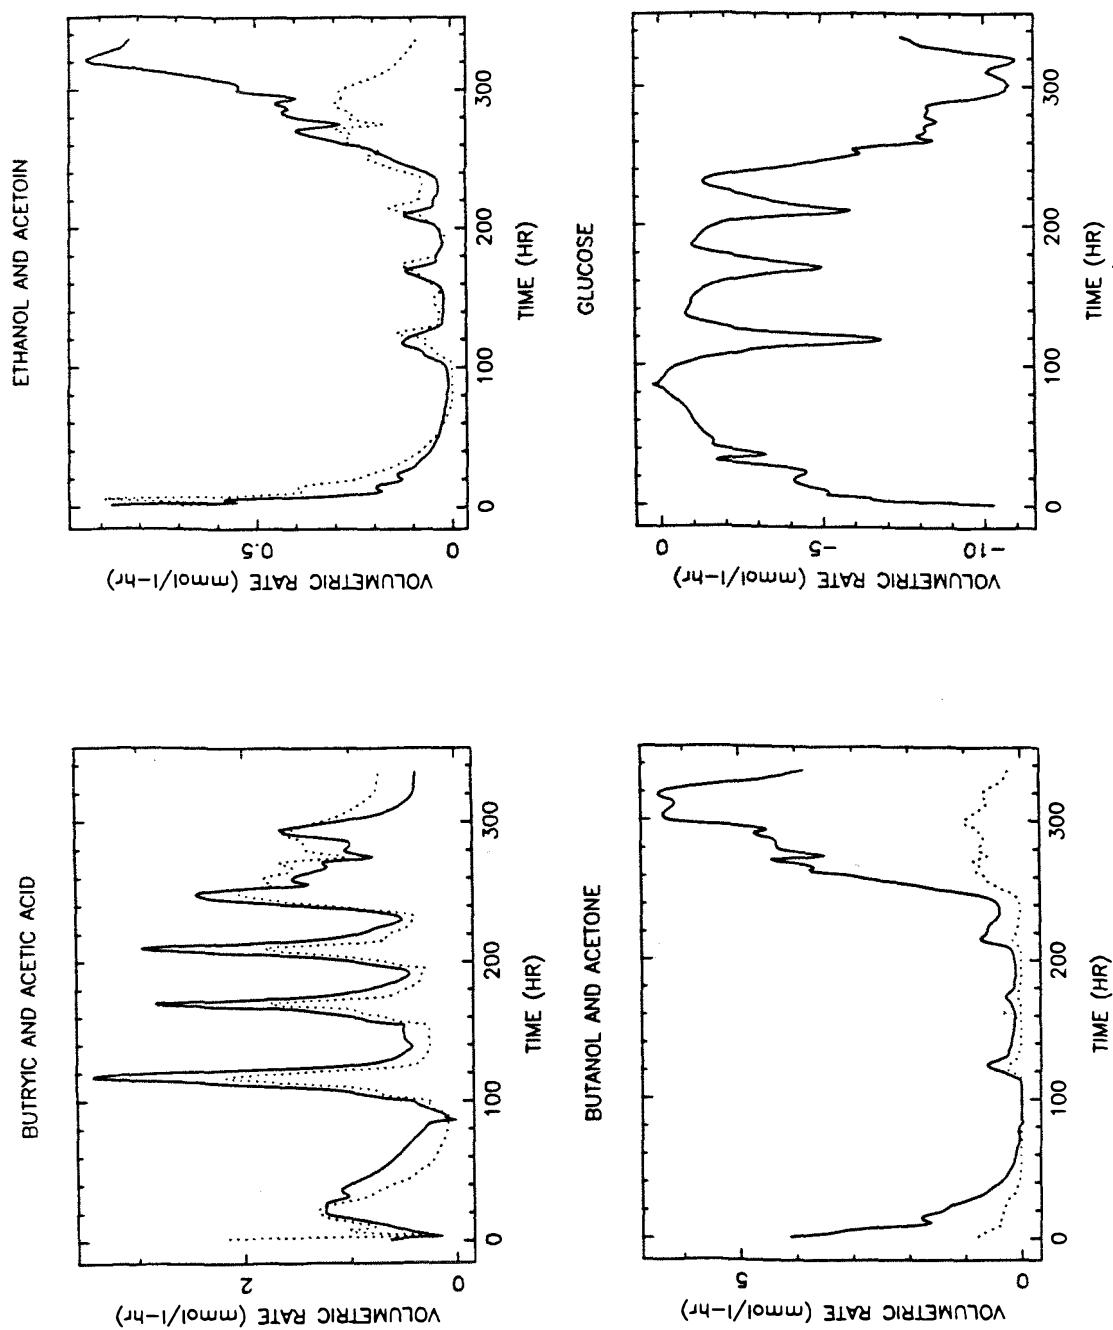 BUTRYIC AND ACETIC ACID
VOLUMETRIC RATE (mmol/l-hr)
2
0
0 100 200 300
TIME (HR)
ETHANOL AND ACETOIN
VOLUMETRIC RATE (mmol/l-hr)
0.5
0
0 100 200 300
TIME (HR)
BUTANOL AND ACETONE
VOLUMETRIC RATE (mmol/l-hr)
5
0
0 100 200 300
TIME (HR)
GLUCOSE
VOLUMETRIC RATE (mmol/l-hr)
0
-5
-10
0 100 200 300
TIME (HR)